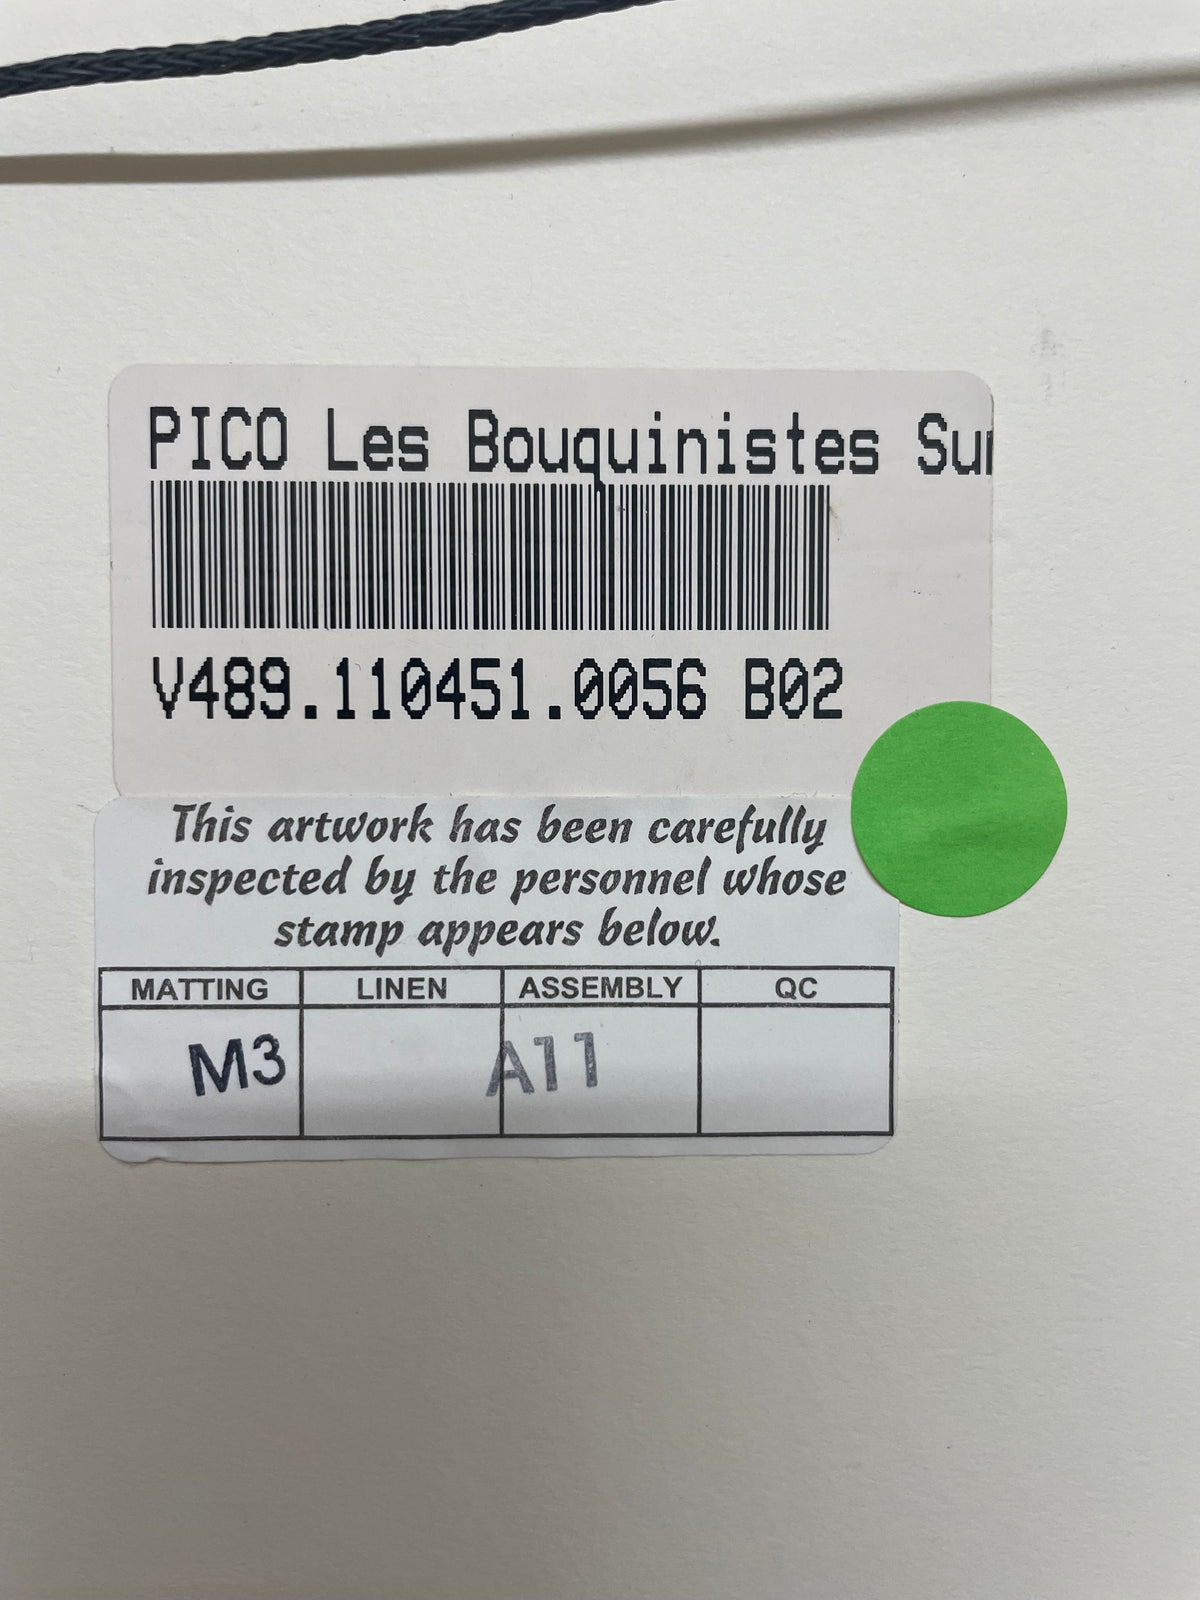 PICO Les Bouquinistes Sur
V489.110451.0056 B02
This artwork has been carefully
inspected by the personnel whose
stamp appears below.
MATTING LINEN ASSEMBLY QC
M3 A11